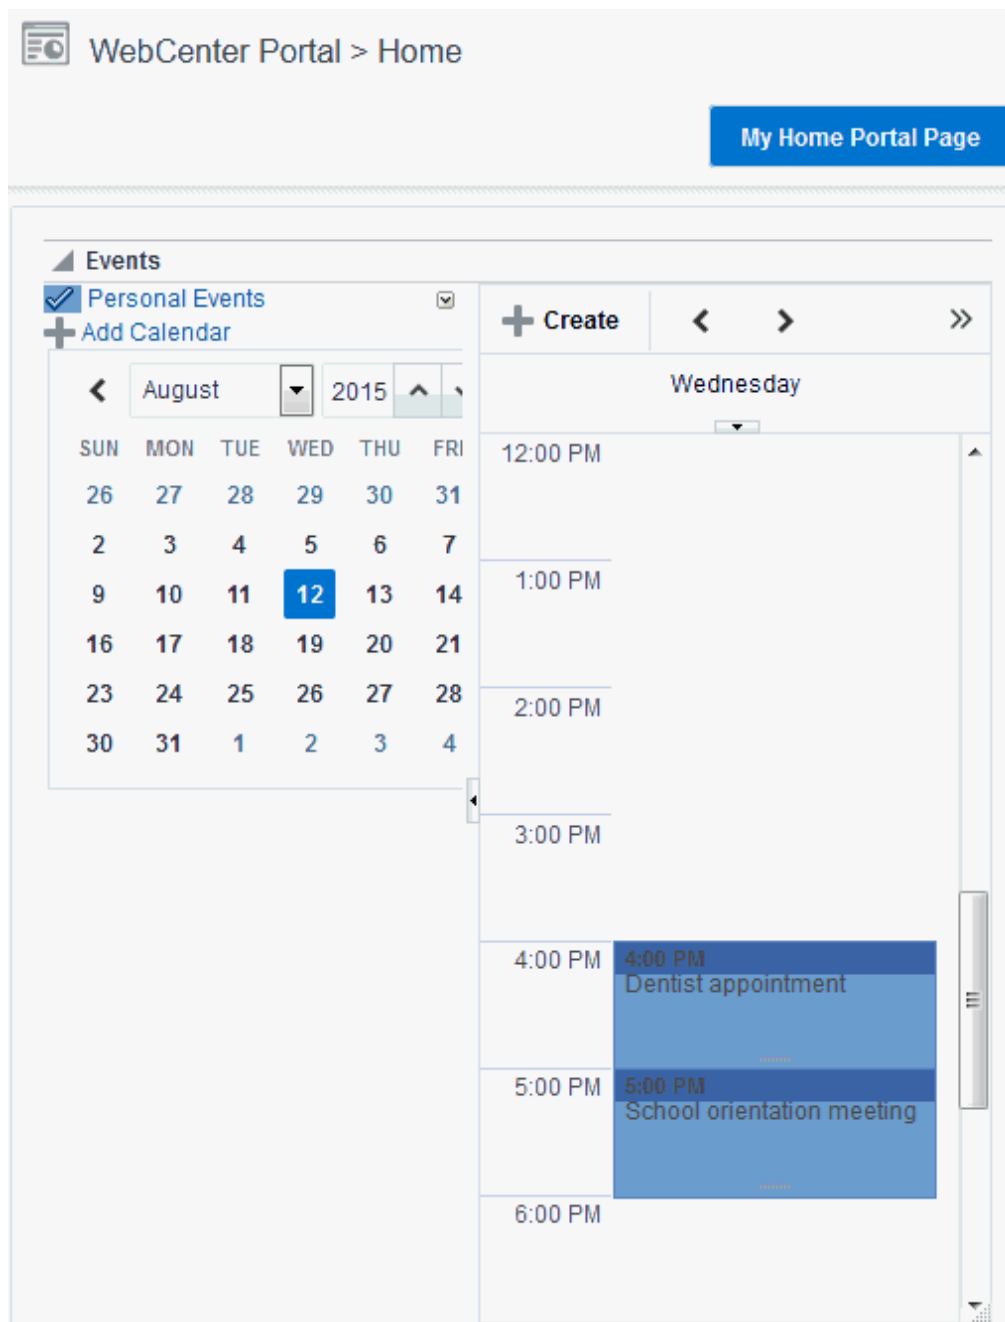 WebCenter Portal > Home
My Home Portal Page
Events
Personal Events
Add Calendar
August 2015
SUN MON TUE WED THU FRI
26 27 28 29 30 31
2 3 4 5 6 7
9 10 11 12 13 14
16 17 18 19 20 21
23 24 25 26 27 28
30 31 1 2 3 4
Create
Wednesday
12:00 PM
1:00 PM
2:00 PM
3:00 PM
4:00 PM
4:00 PM
Dentist appointment
5:00 PM
5:00 PM
School orientation meeting
6:00 PM